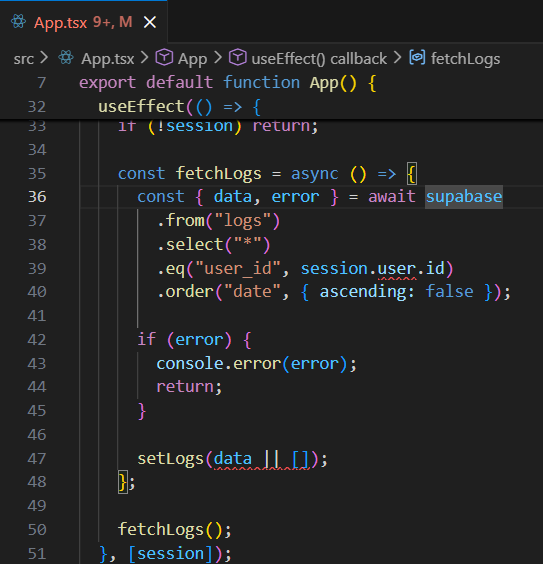 App.tsx 9+, M
src > App.tsx > App > useEffect() callback > fetchLogs
7 export default function App() {
32 useEffect(() => {
33 if (!session) return;
34
35 const fetchLogs = async () => {
36 const { data, error } = await supabase
37 .from("logs")
38 .select("*")
39 .eq("user_id", session.user.id)
40 .order("date", { ascending: false });
41
42 if (error) {
43 console.error(error);
44 return;
45 }
46
47 setLogs(data || []);
48 };
49
50 fetchLogs();
51 }, [session]);